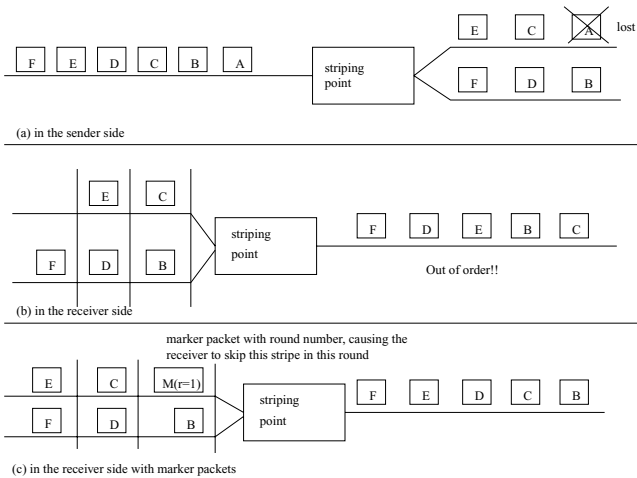 E C A lost
F E D C B A
striping
point
F D B
(a) in the sender side
E C
F D E B C
striping
point
F D B
Out of order!!
(b) in the receiver side
marker packet with round number, causing the
receiver to skip this stripe in this round
E C M(r=1)
F E D C B
striping
point
F D B
(c) in the receiver side with marker packets